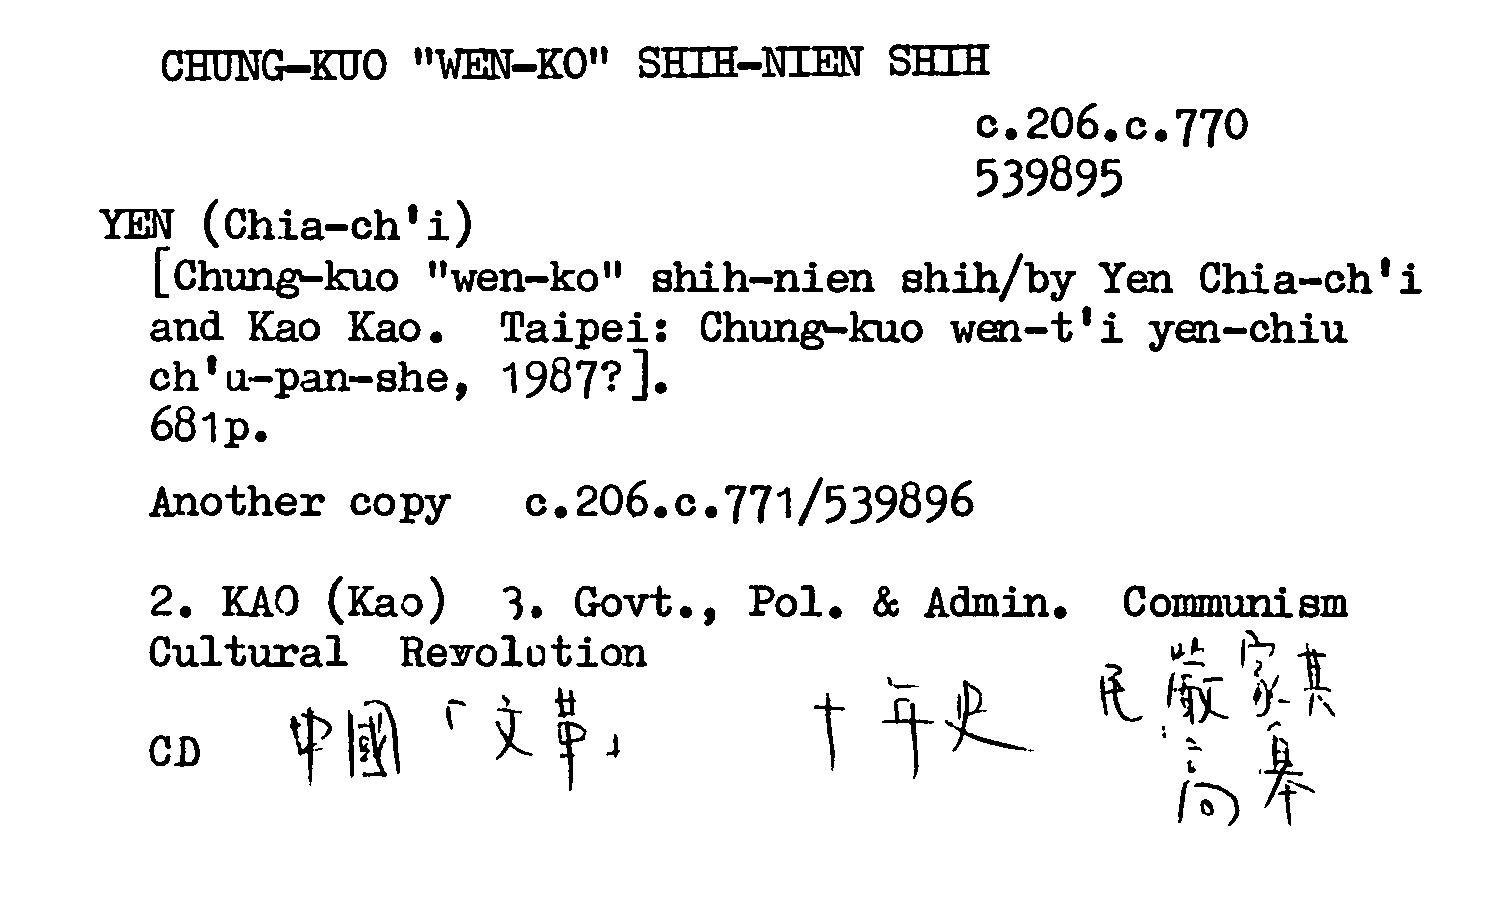 CHUNG-KUO "WEN-KO" SHIH-NIEN SHIH
c.206.c.770
539895
YEN (Chia-ch'i)
[Chung-kuo "wen-ko" shih-nien shih/by Yen Chia-ch'i
and Kao Kao. Taipei: Chung-kuo wen-t'i yen-chiu
ch'u-pan-she, 1987?].
681p.
Another copy c.206.c.771/539896
2. KAO (Kao) 3. Govt., Pol. & Admin. Communism
Cultural Revolution
CD 中國「文革」 十年史 民 嚴家其
高皋